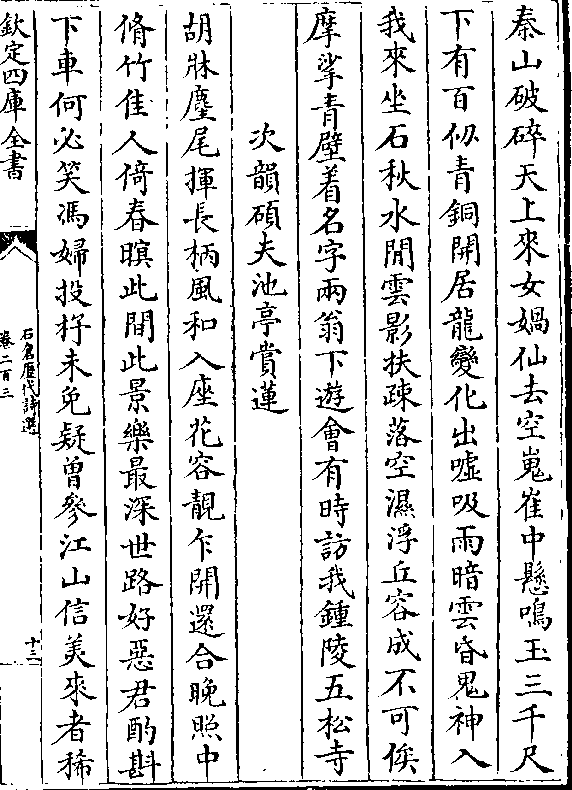 秦山破碎天上來女媧仙去空嵬崔中懸鳴玉三千尺
下有百仭青銅開居龍變化出嘘吸雨暗雲昏鬼神入
我來坐石秋水閒雲影扶疎落空濕浮丘容成不可俟
摩挲青壁着名字兩翁下遊會有時訪我鍾陵五松寺
次韻碩夫池亭賞蓮
胡牀麈尾揮長柄風和入座花容靚乍開還合晚照中
脩竹佳人倚春暝此間此景樂最深世路好惡君酌斟
下車何必笑馮婦投杼未免疑曾參江山信美來者稀
欽定四庫全書
石倉歷代詩選
卷二百三
十三